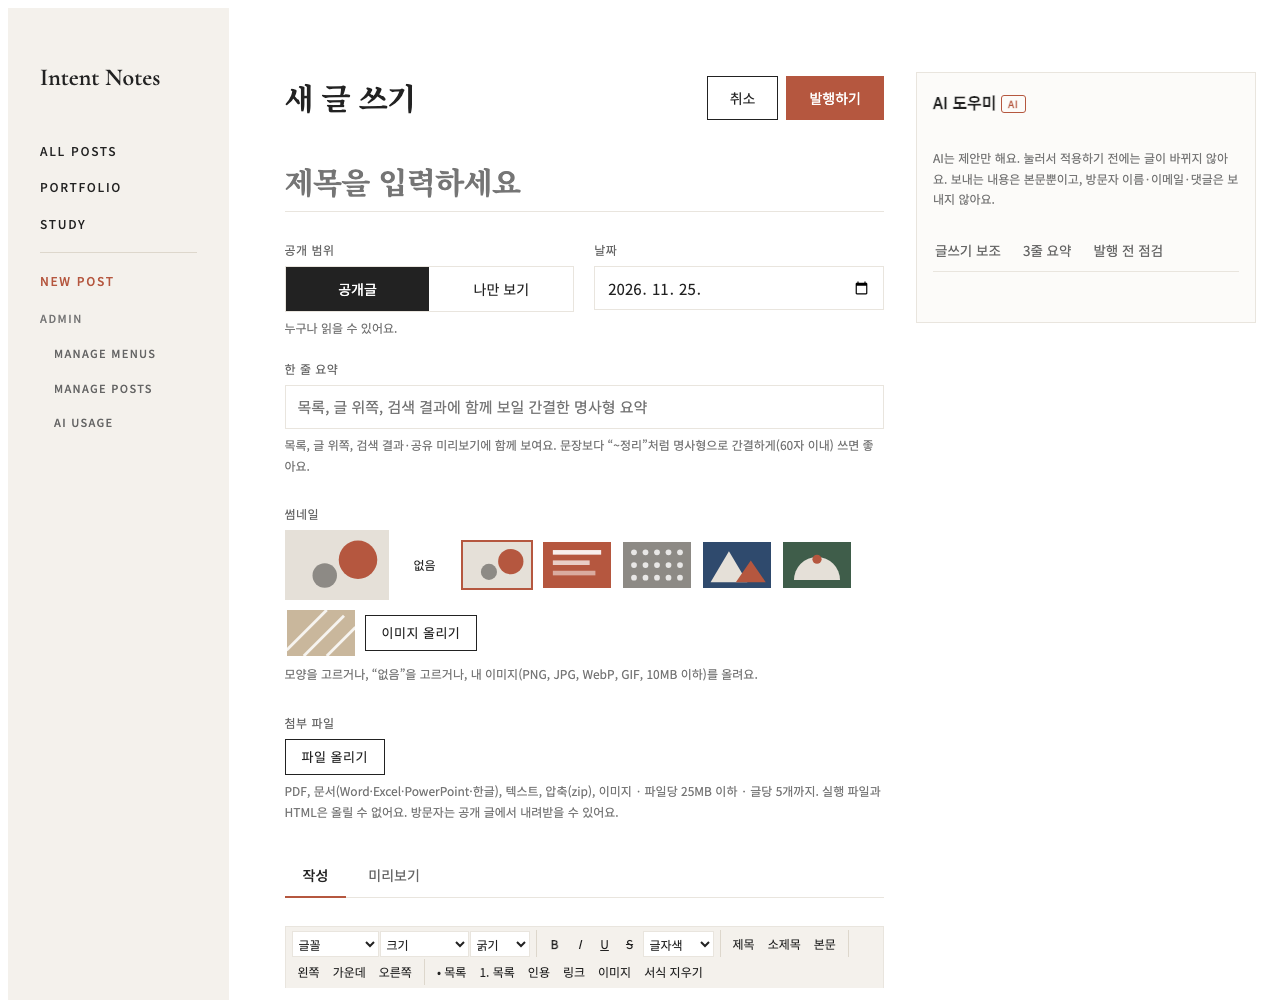 Intent Notes
ALL POSTS
PORTFOLIO
STUDY
NEW POST
ADMIN
MANAGE MENUS
MANAGE POSTS
AI USAGE
새 글 쓰기
취소
발행하기
제목을 입력하세요
공개 범위
날짜
공개글
나만 보기
2026. 11. 25.
누구나 읽을 수 있어요.
한 줄 요약
목록, 글 위쪽, 검색 결과에 함께 보일 간결한 명사형 요약
목록, 글 위쪽, 검색 결과·공유 미리보기에 함께 보여요. 문장보다 “~정리”처럼 명사형으로 간결하게(60자 이내) 쓰면 좋
아요.
썸네일
없음
이미지 올리기
모양을 고르거나, “없음”을 고르거나, 내 이미지(PNG, JPG, WebP, GIF, 10MB 이하)를 올려요.
첨부 파일
파일 올리기
PDF, 문서(Word·Excel·PowerPoint·한글), 텍스트, 압축(zip), 이미지 · 파일당 25MB 이하 · 글당 5개까지. 실행 파일과
HTML은 올릴 수 없어요. 방문자는 공개 글에서 내려받을 수 있어요.
작성
미리보기
글꼴
크기
굵기
B
I
U
S
글자색
제목
소제목
본문
왼쪽
가운데
오른쪽
• 목록
1. 목록
인용
링크
이미지
서식 지우기
AI 도우미 AI
AI는 제안만 해요. 눌러서 적용하기 전에는 글이 바뀌지 않아
요. 보내는 내용은 본문뿐이고, 방문자 이름·이메일·댓글은 보
내지 않아요.
글쓰기 보조
3줄 요약
발행 전 점검